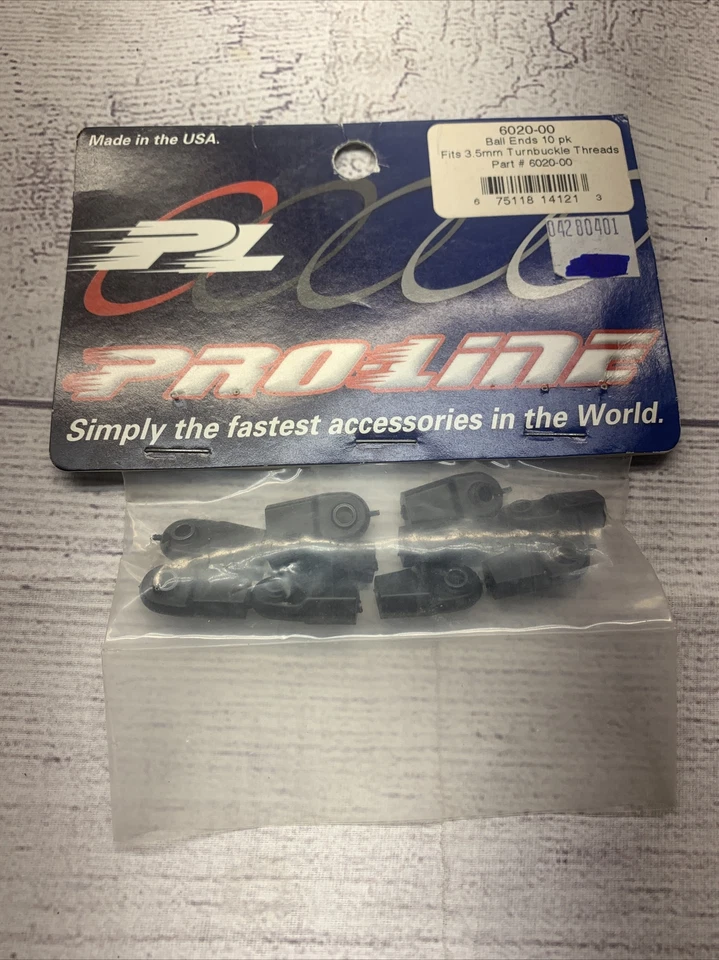 Made in the USA.
6020-00
Ball Ends 10 pk
Fits 3.5mm Turnbuckle Threads
Part # 6020-00
6 75118 14121 3
04280401
PL
PRO-LINE
Simply the fastest accessories in the World.